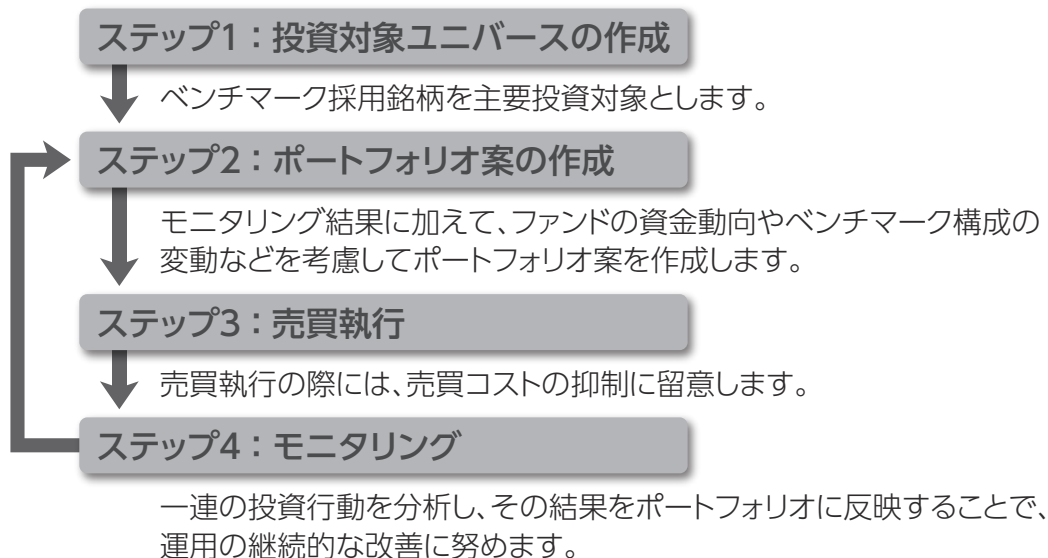 ステップ1：投資対象ユニバースの作成
ベンチマーク採用銘柄を主要投資対象とします。
ステップ2：ポートフォリオ案の作成
モニタリング結果に加えて、ファンドの資金動向やベンチマーク構成の
変動などを考慮してポートフォリオ案を作成します。
ステップ3：売買執行
売買執行の際には、売買コストの抑制に留意します。
ステップ4：モニタリング
一連の投資行動を分析し、その結果をポートフォリオに反映することで、
運用の継続的な改善に努めます。